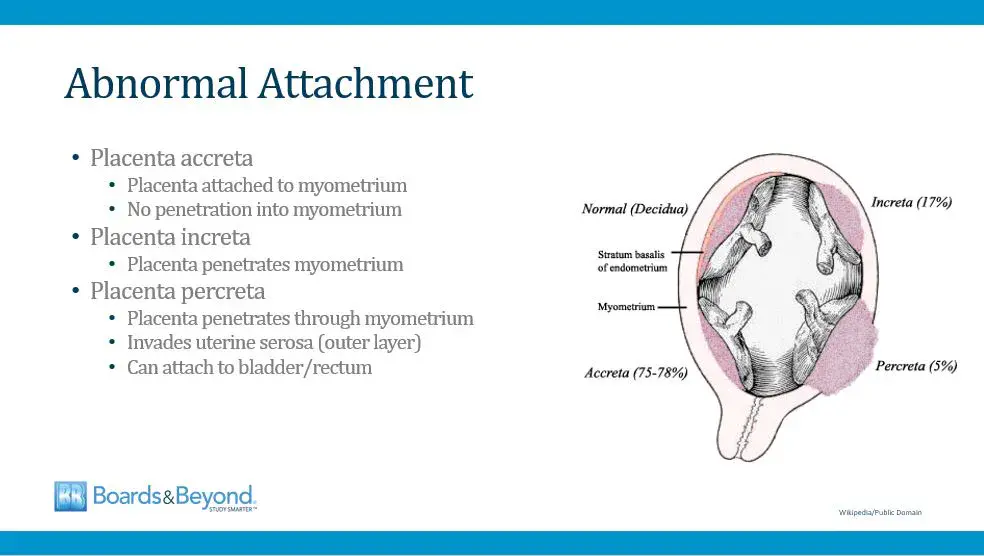 Abnormal Attachment
• Placenta accreta
• Placenta attached to myometrium
• No penetration into myometrium
• Placenta increta
• Placenta penetrates myometrium
• Placenta percreta
• Placenta penetrates through myometrium
• Invades uterine serosa (outer layer)
• Can attach to bladder/rectum
Normal (Decidua)
Increta (17%)
Stratum basalis
of endometrium
Myometrium
Accreta (75-78%)
Percreta (5%)
BB Boards&Beyond®
STUDY SMARTER™
Wikipedia/Public Domain